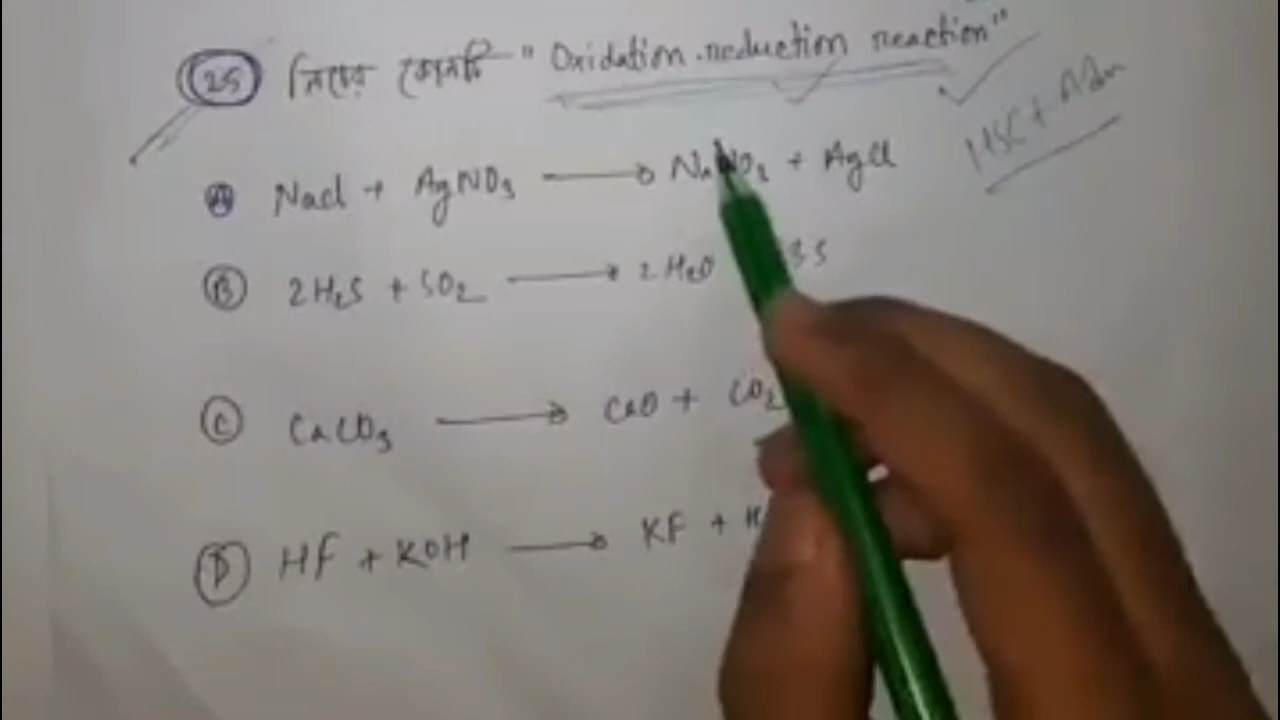 25 নিচের কোনটি "Oxidation-reduction reaction"
HSC + Adm
A NaCl + AgNO3 → NaNO3 + AgCl
B 2H2S + SO2 → 2H2O 3S
C CaCO3 → CaO + CO2
D HF + KOH → KF + H